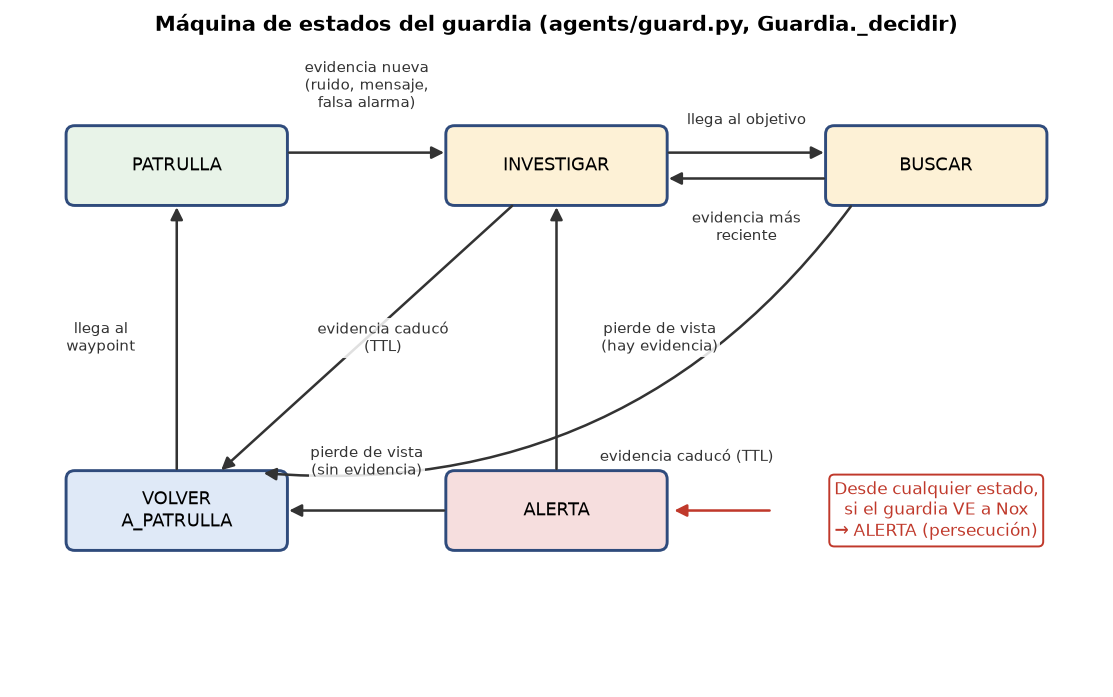 Máquina de estados del guardia (agents/guard.py, Guardia._decidir)
evidencia nueva
(ruido, mensaje,
falsa alarma)
llega al objetivo
PATRULLA
INVESTIGAR
BUSCAR
evidencia más
reciente
llega al
waypoint
evidencia caducó
(TTL)
pierde de vista
(hay evidencia)
pierde de vista
(sin evidencia)
evidencia caducó (TTL)
VOLVER
A_PATRULLA
ALERTA
Desde cualquier estado,
si el guardia VE a Nox
→ ALERTA (persecución)